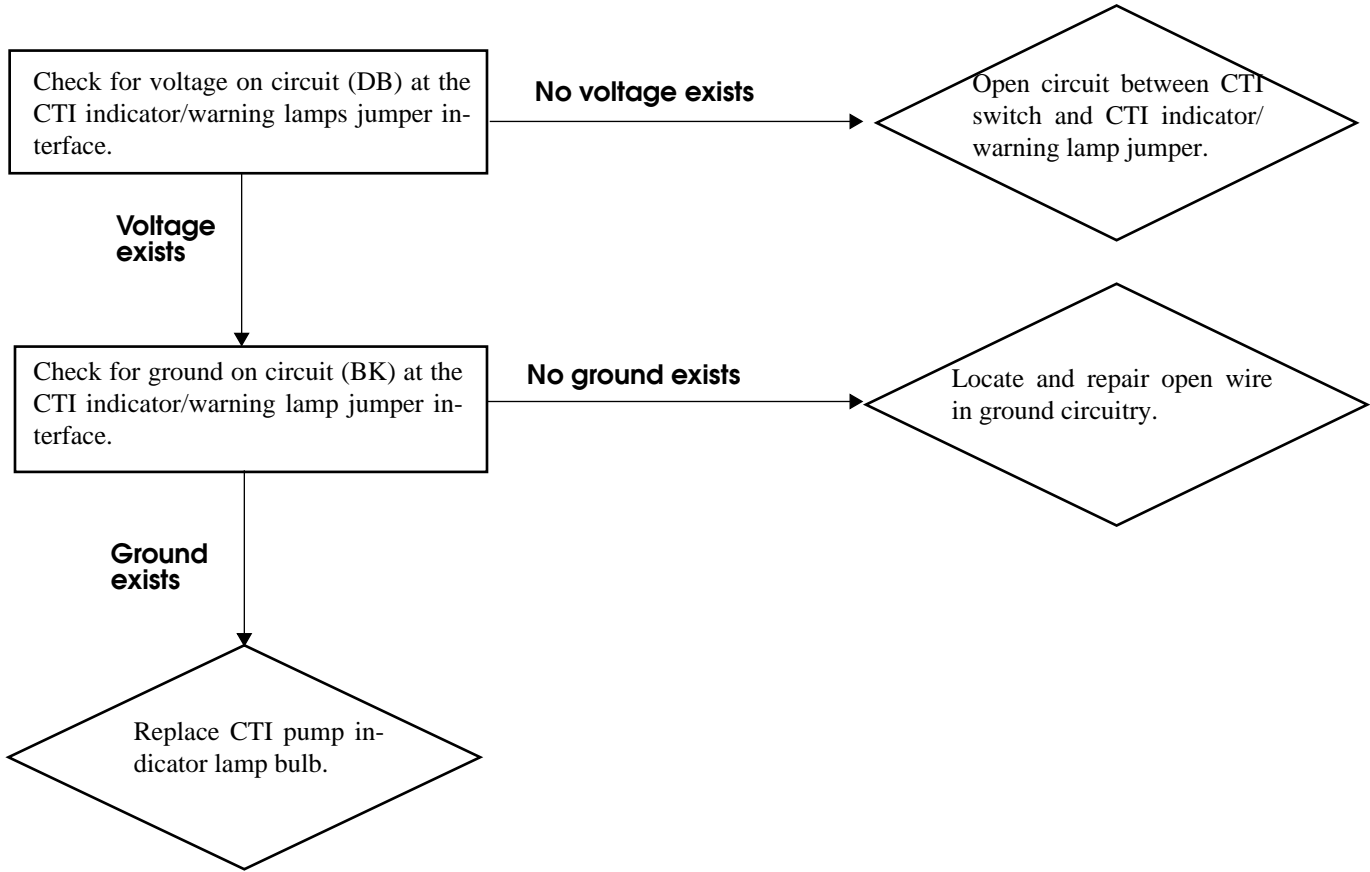 Check for voltage on circuit (DB) at the
CTI indicator/warning lamps jumper in-
terface.
No voltage exists
Open circuit between CTI
switch and CTI indicator/
warning lamp jumper.
Voltage
exists
Check for ground on circuit (BK) at the
CTI indicator/warning lamp jumper in-
terface.
No ground exists
Locate and repair open wire
in ground circuitry.
Ground
exists
Replace CTI pump in-
dicator lamp bulb.